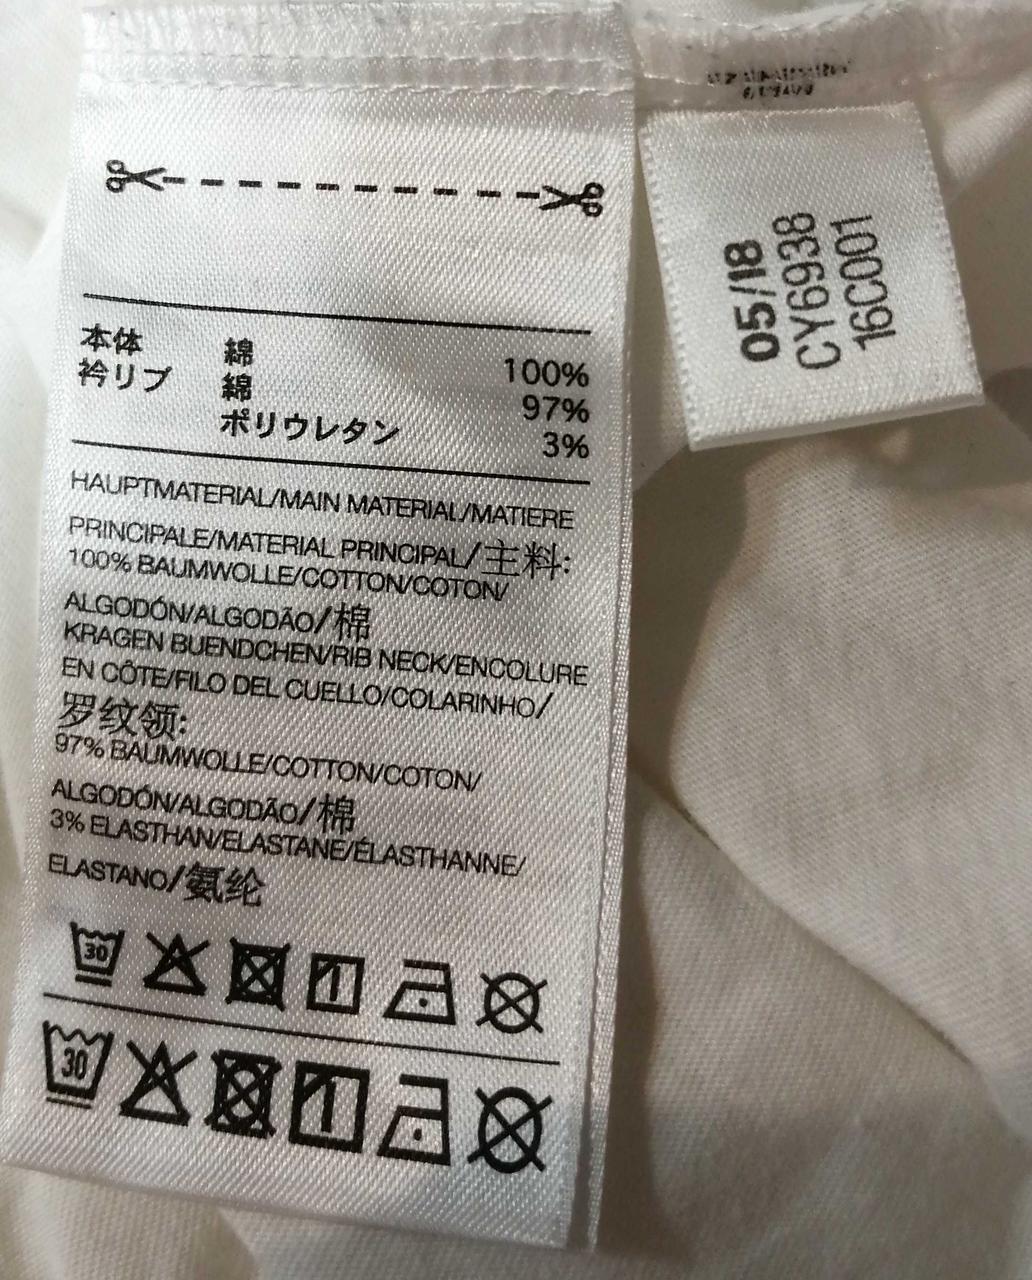 本体 綿 100%
衿リブ 綿 97%
ポリウレタン 3%
HAUPTMATERIAL/MAIN MATERIAL/MATIERE
PRINCIPALE/MATERIAL PRINCIPAL/主料:
100% BAUMWOLLE/COTTON/COTON/
ALGODÓN/ALGODÃO/棉
KRAGEN BUENDCHEN/RIB NECK/ENCOLURE
EN CÔTE/FILO DEL CUELLO/COLARINHO/
罗纹领:
97% BAUMWOLLE/COTTON/COTON/
ALGODÓN/ALGODÃO/棉
3% ELASTHAN/ELASTANE/ÉLASTHANNE/
ELASTANO/氨纶
30
30
05/18
CY6938
16C001